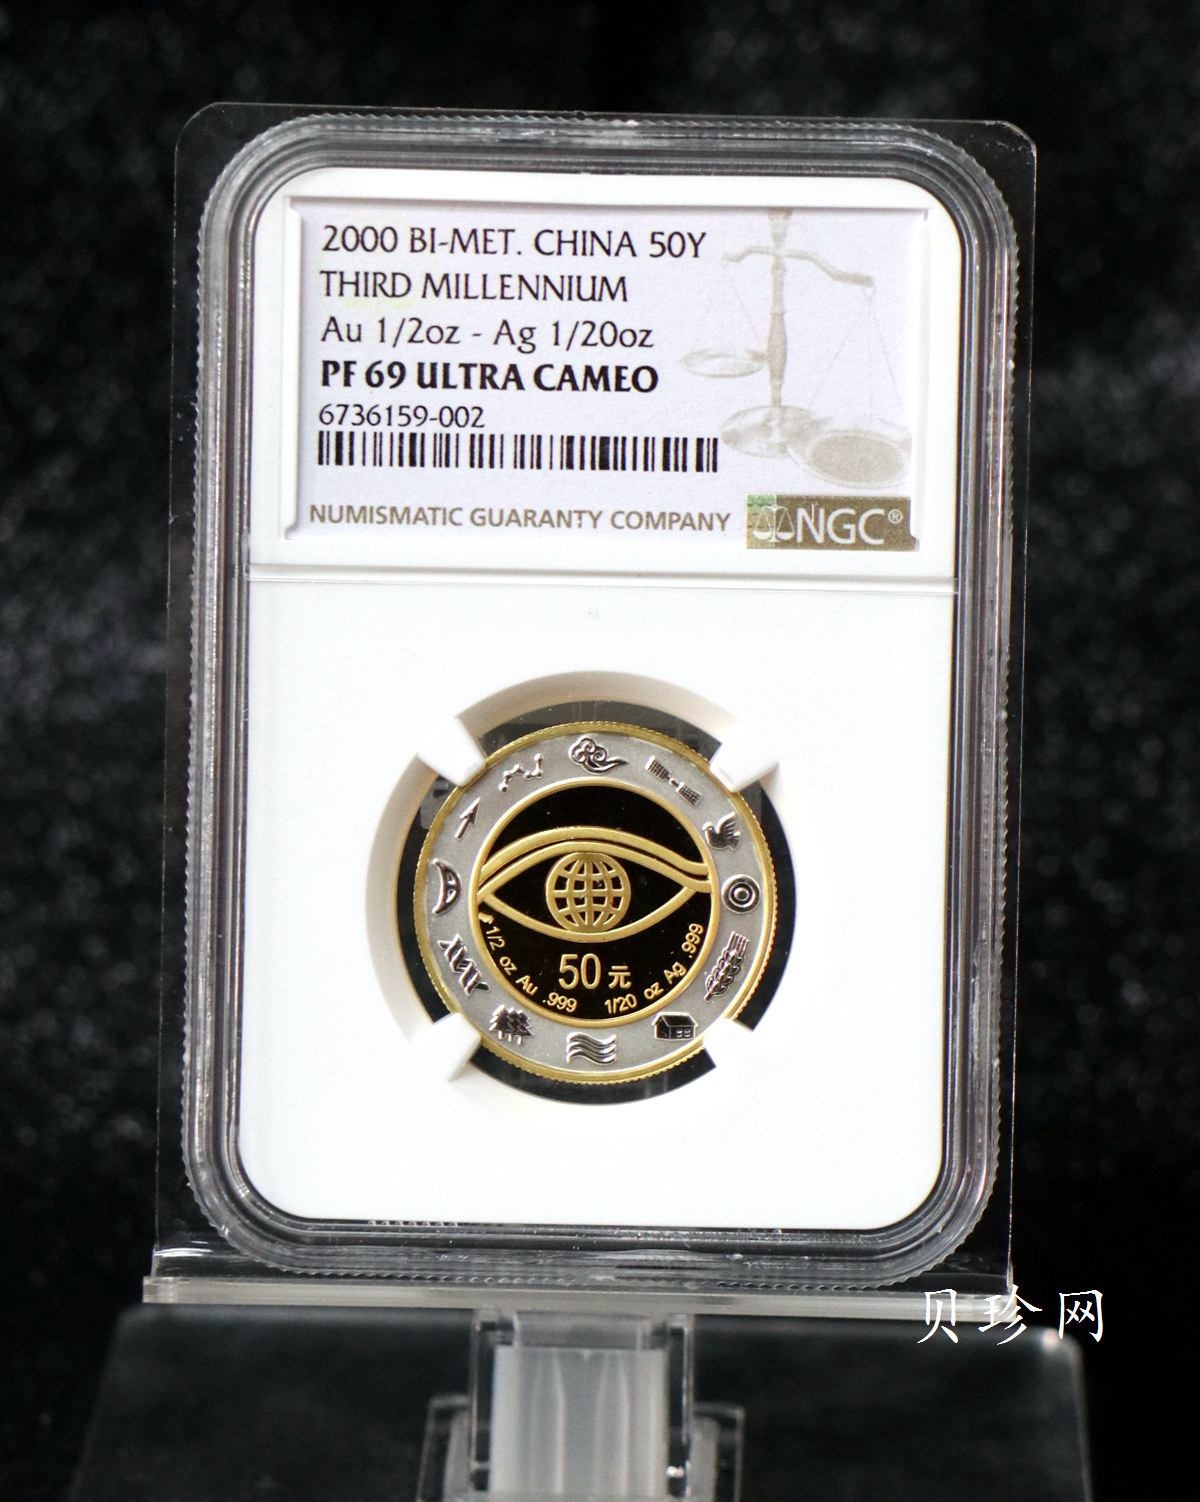 2000 BI-MET. CHINA 50Y
THIRD MILLENNIUM
Au 1/2oz - Ag 1/20oz
PF 69 ULTRA CAMEO
6736159-002
NUMISMATIC GUARANTY COMPANY
NGC®
50元
1/2 oz Au .999
1/20 oz Ag .999
贝珍网